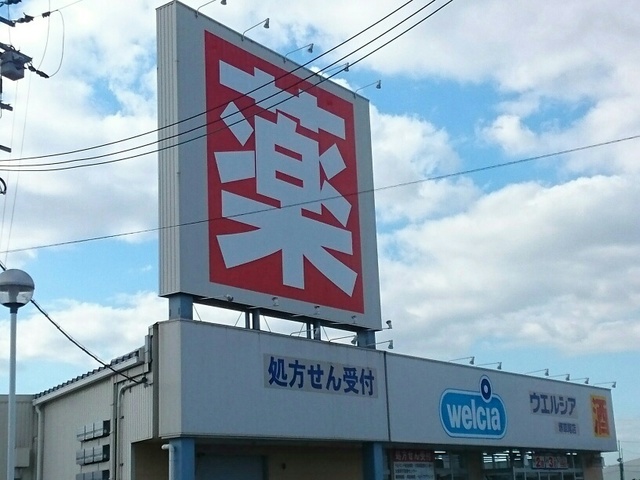 薬
処方せん受付
welcia
ウエルシア
酒